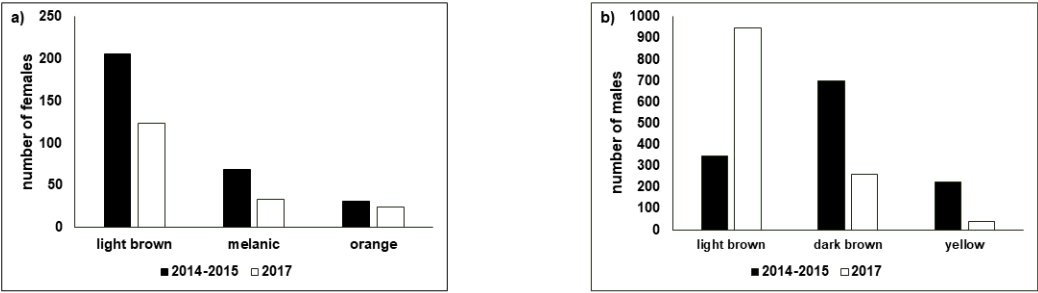 a)
number of females
250
200
150
100
50
0
light brown melanic orange
■ 2014-2015 □ 2017
b)
number of males
1000
900
800
700
600
500
400
300
200
100
0
light brown dark brown yellow
■ 2014-2015 □ 2017